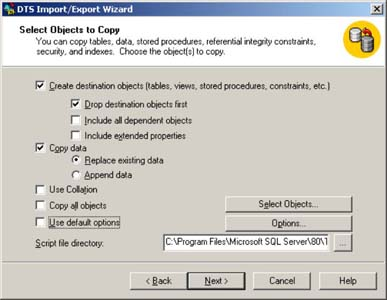 DTS Import/Export Wizard
Select Objects to Copy
You can copy tables, data, stored procedures, referential integrity constraints,
security, and indexes. Choose the object(s) to copy.
Create destination objects (tables, views, stored procedures, constraints, etc.)
Drop destination objects first
Include all dependent objects
Include extended properties
Copy data
Replace existing data
Append data
Use Collation
Copy all objects
Select Objects...
Use default options
Options...
Script file directory:
C:\Program Files\Microsoft SQL Server\80\T
...
< Back
Next >
Cancel
Help